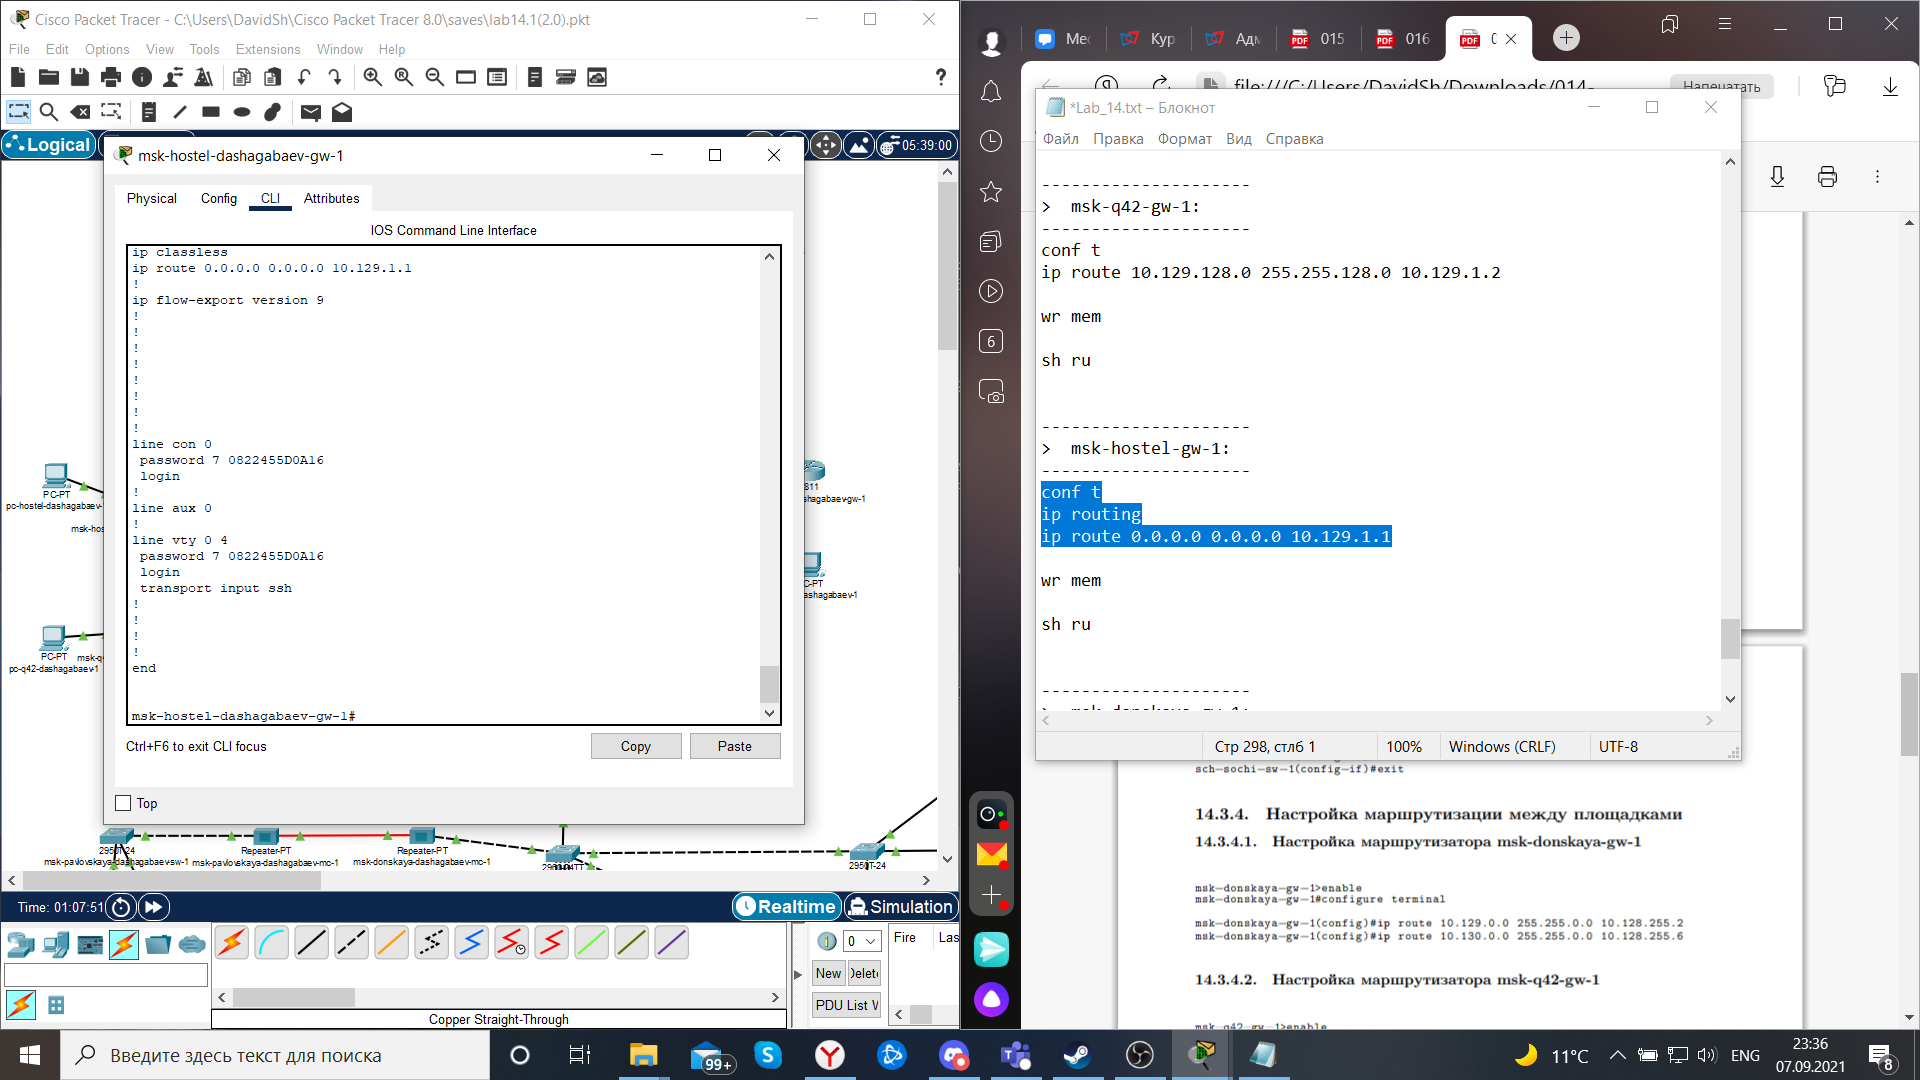 Cisco Packet Tracer - C:\Users\DavidSh\Cisco Packet Tracer 8.0\saves\lab14.1(2.0).pkt
File Edit Options View Tools Extensions Window Help
Logical
05:39:00
msk-hostel-dashagabaev-gw-1
Physical Config CLI Attributes
IOS Command Line Interface
ip classless
ip route 0.0.0.0 0.0.0.0 10.129.1.1
!
ip flow-export version 9
!
!
!
!
!
!
!
!
line con 0
password 7 0822455D0A16
login
!
line aux 0
!
line vty 0 4
password 7 0822455D0A16
login
transport input ssh
!
!
!
!
end
msk-hostel-dashagabaev-gw-1#
Ctrl+F6 to exit CLI focus
Copy Paste
Top
PC-PT
pc-hostel-dashagabaev-
msk-hos
PC-PT
pc-q42-dashagabaev-1
msk-q
811
shagabaev-gw-1
C-PT
ashagabaev-1
2950T-24
msk-pavlovskaya-dashagabaev-sw-1
Repeater-PT
msk-pavlovskaya-dashagabaev-mc-1
Repeater-PT
msk-donskaya-dashagabaev-mc-1
2950T-24
Time: 01:07:51
Realtime Simulation
0
Fire Las
New Delete
PDU List W
Copper Straight-Through
Мес
Кур
Адм
015
016
0
file:///C:/Users/DavidSh/Downloads/014-
Напечатать
6
*Lab_14.txt – Блокнот
Файл Правка Формат Вид Справка
---------------------
> msk-q42-gw-1:
---------------------
conf t
ip route 10.129.128.0 255.255.128.0 10.129.1.2
wr mem
sh ru
---------------------
> msk-hostel-gw-1:
---------------------
conf t
ip routing
ip route 0.0.0.0 0.0.0.0 10.129.1.1
wr mem
sh ru
---------------------
> msk-donskaya-gw-1:
Стр 298, стлб 1
100%
Windows (CRLF)
UTF-8
sch-sochi-sw-1(config-if)#exit
14.3.4. Настройка маршрутизации между площадками
14.3.4.1. Настройка маршрутизатора msk-donskaya-gw-1
msk-donskaya-gw-1>enable
msk-donskaya-gw-1#configure terminal
msk-donskaya-gw-1(config)#ip route 10.129.0.0 255.255.0.0 10.128.255.2
msk-donskaya-gw-1(config)#ip route 10.130.0.0 255.255.0.0 10.128.255.6
14.3.4.2. Настройка маршрутизатора msk-q42-gw-1
msk-q42-gw-1>enable
Введите здесь текст для поиска
99+
11°C
ENG
23:36
07.09.2021
8